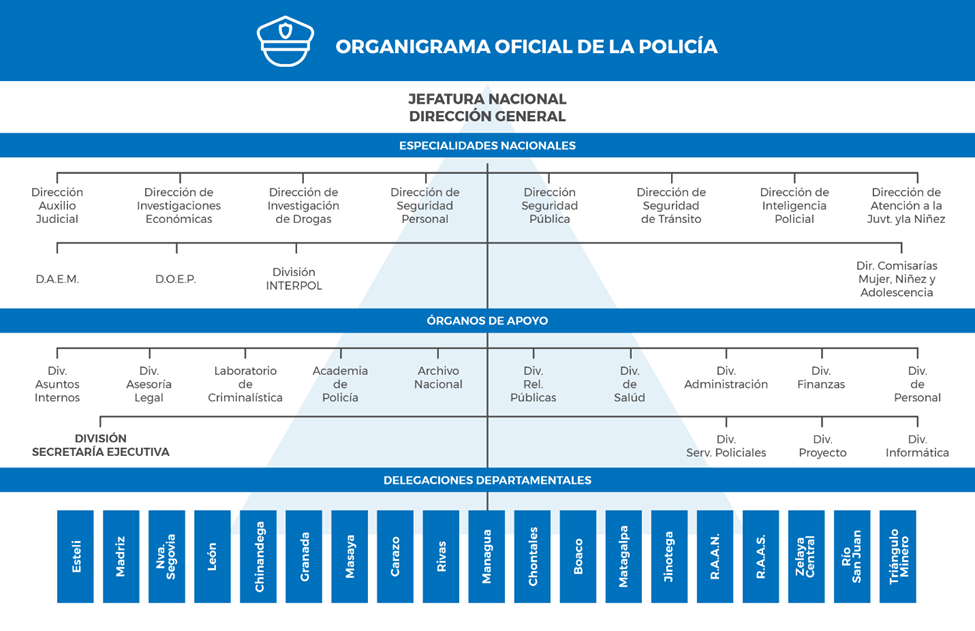 ORGANIGRAMA OFICIAL DE LA POLICÍA
JEFATURA NACIONAL
DIRECCIÓN GENERAL
ESPECIALIDADES NACIONALES
Dirección
Auxilio
Judicial
Dirección de
Investigaciones
Económicas
Dirección de
Investigación
de Drogas
Dirección de
Seguridad
Personal
Dirección
Seguridad
Pública
Dirección de
Seguridad
de Tránsito
Dirección de
Inteligencia
Policial
Dirección de
Atención a la
Juvt. yla Niñez
D.A.E.M.
D.O.E.P.
División
INTERPOL
Dir. Comisarías
Mujer, Niñez y
Adolescencia
ÓRGANOS DE APOYO
Div.
Asuntos
Internos
Div.
Asesoría
Legal
Laboratorio
de
Criminalística
Academia
de
Policía
Archivo
Nacional
Div.
Rel.
Públicas
Div.
de
Salúd
Div.
Administración
Div.
Finanzas
Div.
de
Personal
DIVISIÓN
SECRETARÍA EJECUTIVA
Div.
Serv. Policiales
Div.
Proyecto
Div.
Informática
DELEGACIONES DEPARTAMENTALES
Esteli
Madriz
Nva.
Segovia
León
Chinandega
Granada
Masaya
Carazo
Rivas
Managua
Chontales
Boaco
Matagalpa
Jinotega
R.A.A.N.
R.A.A.S.
Zelaya
Central
Río
San Juan
Triángulo
Minero